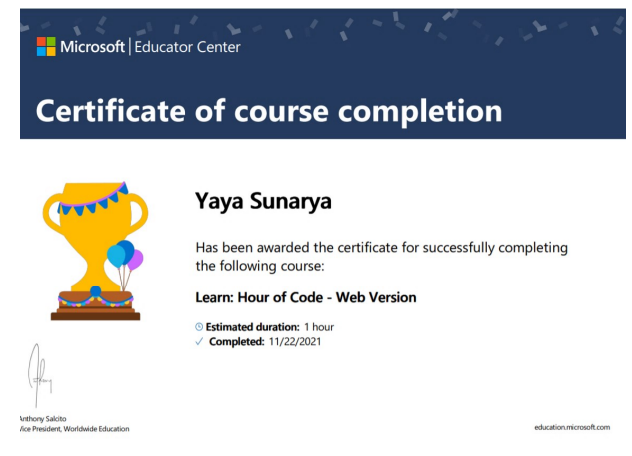 Microsoft | Educator Center
Certificate of course completion
Yaya Sunarya
Has been awarded the certificate for successfully completing
the following course:
Learn: Hour of Code - Web Version
Estimated duration: 1 hour
✓ Completed: 11/22/2021
Anthony Salcito
Vice President, Worldwide Education
education.microsoft.com